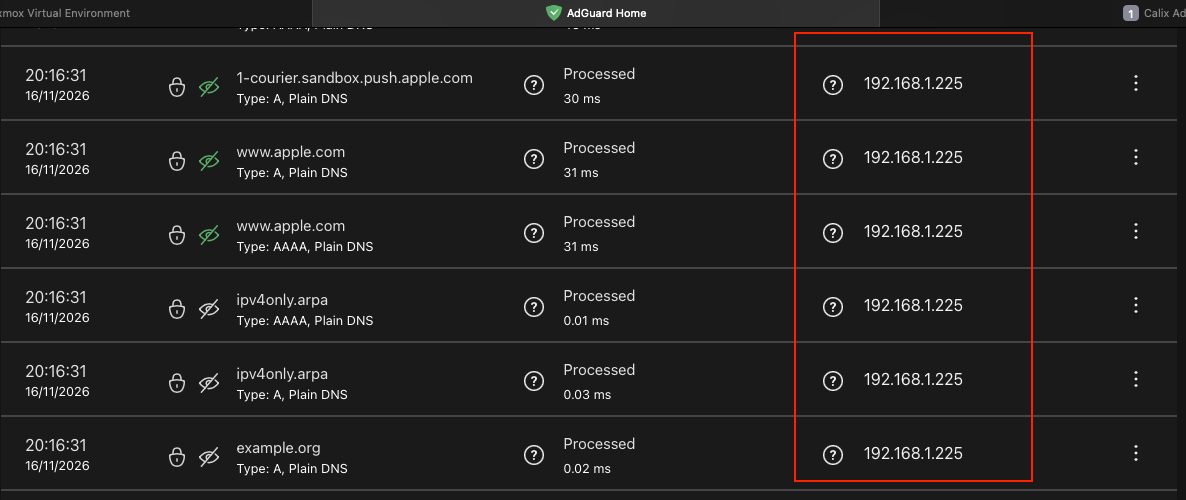 xmox Virtual Environment
AdGuard Home
1 Calix Ad
20:16:31
16/11/2026
1-courier.sandbox.push.apple.com
Type: A, Plain DNS
Processed
30 ms
192.168.1.225
20:16:31
16/11/2026
www.apple.com
Type: A, Plain DNS
Processed
31 ms
192.168.1.225
20:16:31
16/11/2026
www.apple.com
Type: AAAA, Plain DNS
Processed
31 ms
192.168.1.225
20:16:31
16/11/2026
ipv4only.arpa
Type: AAAA, Plain DNS
Processed
0.01 ms
192.168.1.225
20:16:31
16/11/2026
ipv4only.arpa
Type: A, Plain DNS
Processed
0.03 ms
192.168.1.225
20:16:31
16/11/2026
example.org
Type: A, Plain DNS
Processed
0.02 ms
192.168.1.225